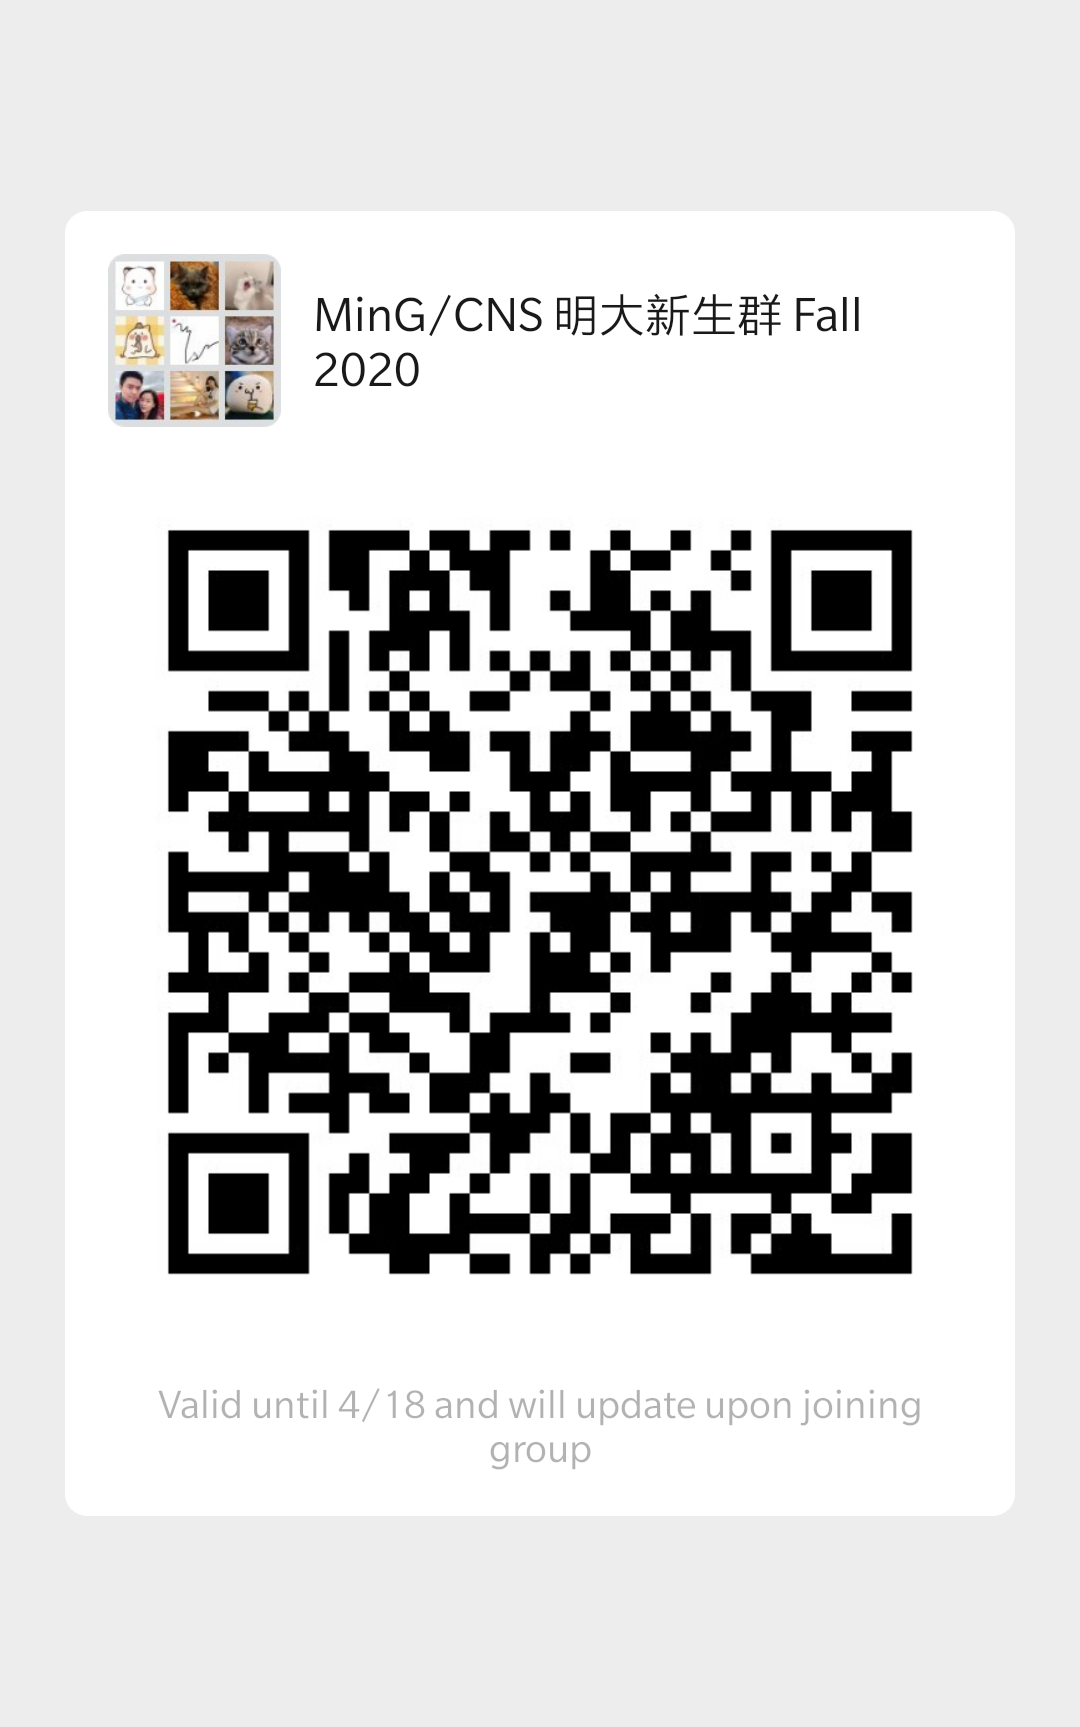 MinG/CNS 明大新生群 Fall
2020
Valid until 4/18 and will update upon joining
group